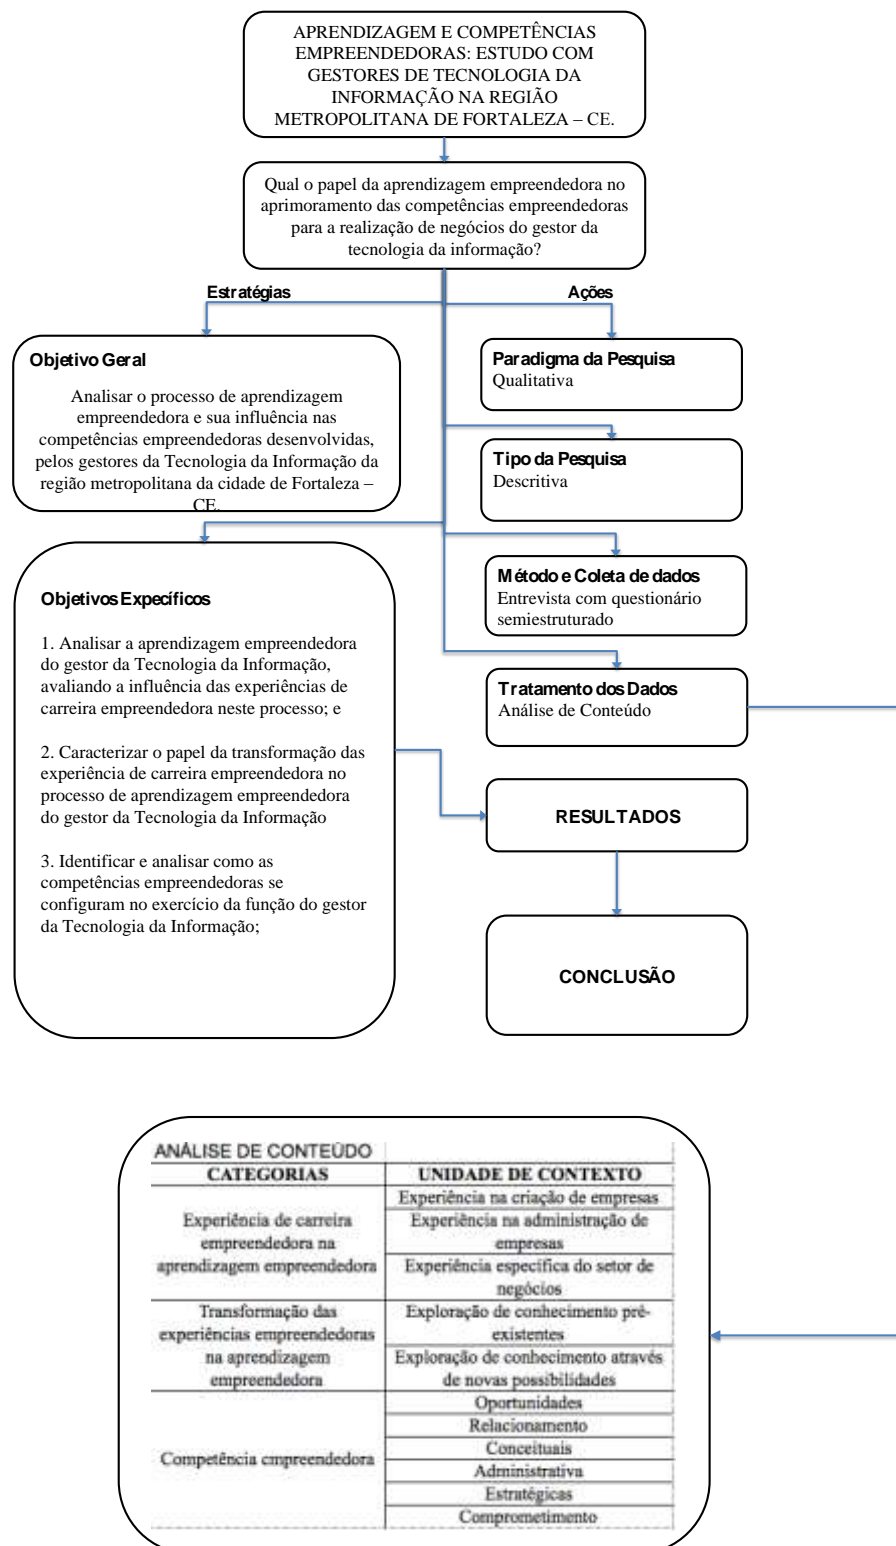 APRENDIZAGEM E COMPETÊNCIAS
EMPREENDEDORAS: ESTUDO COM
GESTORES DE TECNOLOGIA DA
INFORMAÇÃO NA REGIÃO
METROPOLITANA DE FORTALEZA – CE.
Qual o papel da aprendizagem empreendedora no
aprimoramento das competências empreendedoras
para a realização de negócios do gestor da
tecnologia da informação?
Estratégias
Ações
Objetivo Geral
Analisar o processo de aprendizagem
empreendedora e sua influência nas
competências empreendedoras desenvolvidas,
pelos gestores da Tecnologia da Informação da
região metropolitana da cidade de Fortaleza –
CE.
Paradigma da Pesquisa
Qualitativa
Tipo da Pesquisa
Descritiva
Método e Coleta de dados
Entrevista com questionário
semiestruturado
Tratamento dos Dados
Análise de Conteúdo
Objetivos Expecíficos
1. Analisar a aprendizagem empreendedora
do gestor da Tecnologia da Informação,
avaliando a influência das experiências de
carreira empreendedora neste processo; e
2. Caracterizar o papel da transformação das
experiência de carreira empreendedora no
processo de aprendizagem empreendedora
do gestor da Tecnologia da Informação
3. Identificar e analisar como as
competências empreendedoras se
configuram no exercício da função do gestor
da Tecnologia da Informação;
RESULTADOS
CONCLUSÃO
ANÁLISE DE CONTEÚDO
CATEGORIAS
UNIDADE DE CONTEXTO
Experiência de carreira
empreendedora na
aprendizagem empreendedora
Experiência na criação de empresas
Experiência na administração de
empresas
Experiência específica do setor de
negócios
Transformação das
experiências empreendedoras
na aprendizagem
empreendedora
Exploração de conhecimento pré-
existentes
Exploração de conhecimento através
de novas possibilidades
Competência empreendedora
Oportunidades
Relacionamento
Conceituais
Administrativa
Estratégicas
Comprometimento